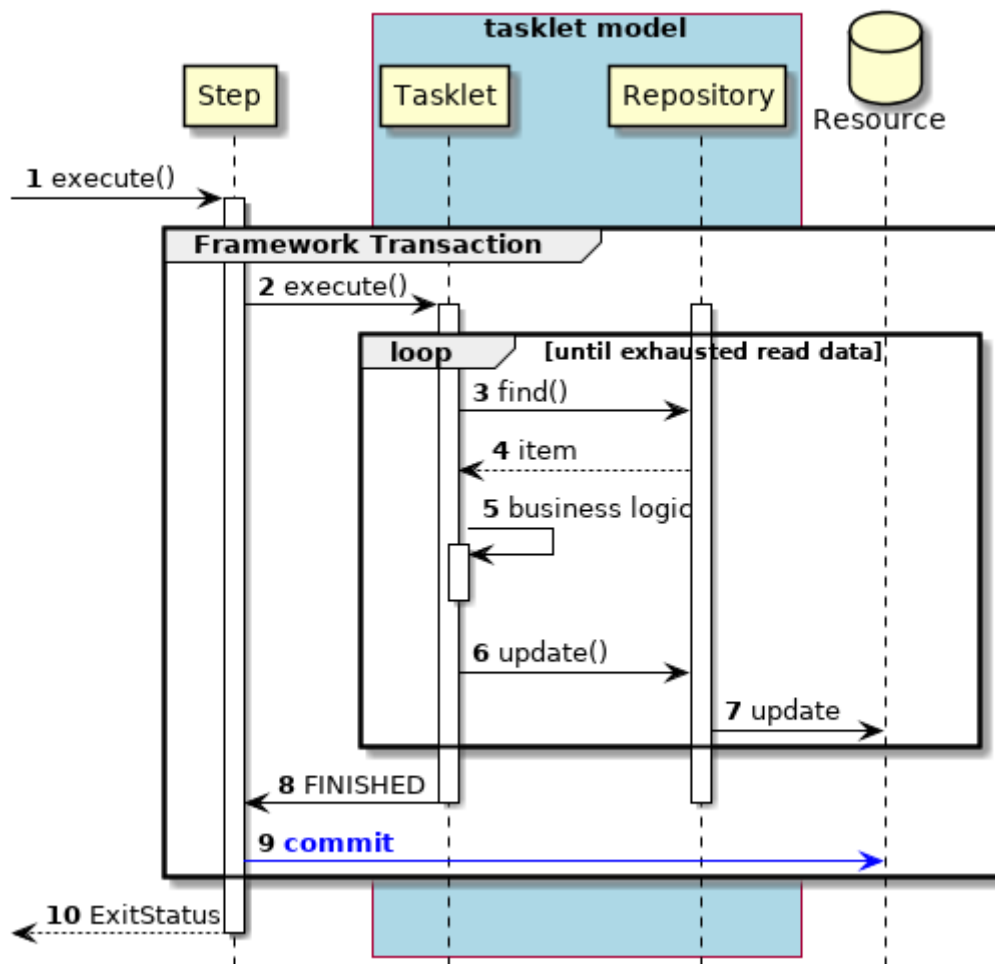 tasklet model
Step
Tasklet
Repository
Resource
1 execute()
Framework Transaction
2 execute()
loop [until exhausted read data]
3 find()
4 item
5 business logic
6 update()
7 update
8 FINISHED
9 commit
10 ExitStatus